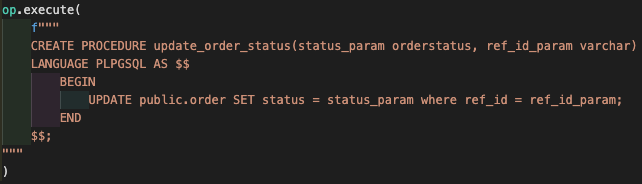 op.execute(
f"""
CREATE PROCEDURE update_order_status(status_param orderstatus, ref_id_param varchar)
LANGUAGE PLPGSQL AS $$
BEGIN
UPDATE public.order SET status = status_param where ref_id = ref_id_param;
END
$$;
"""
)